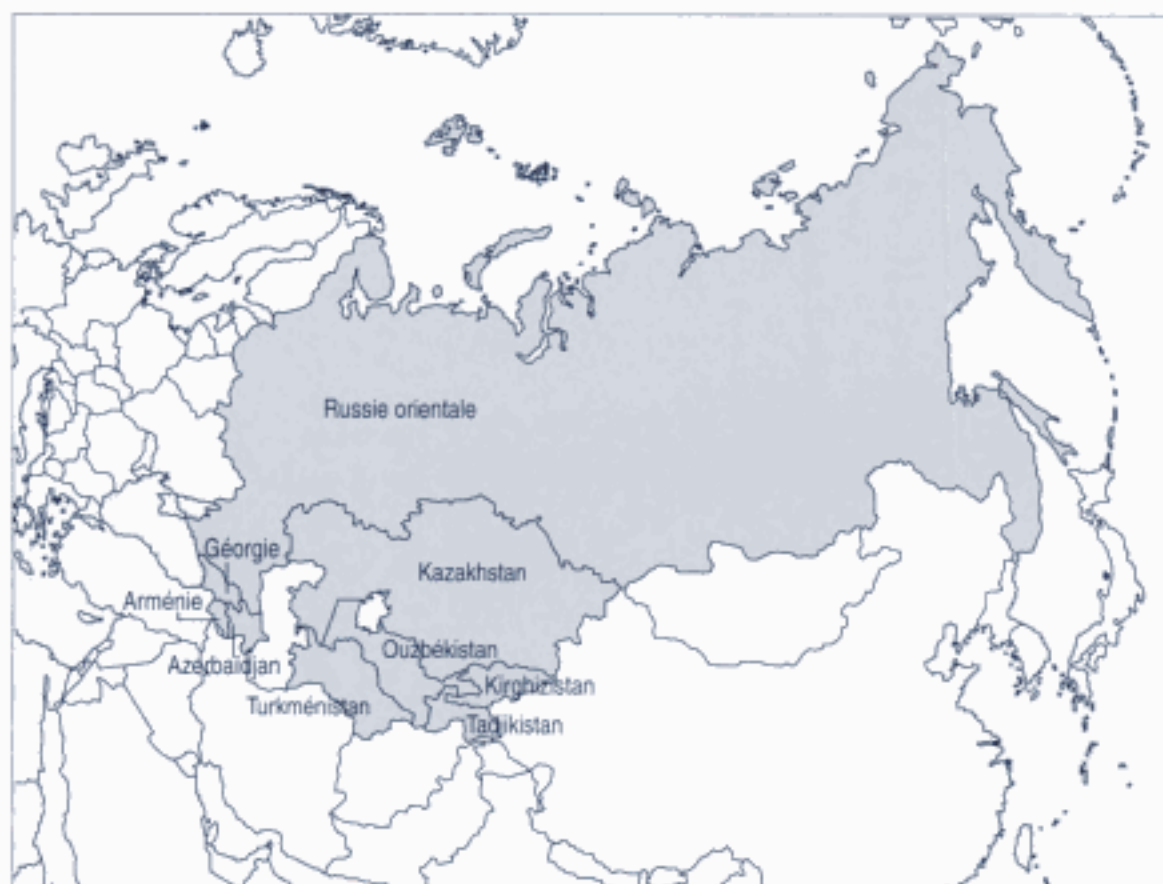 Russie orientale
Géorgie
Kazakhstan
Arménie
Ouzbékistan
Azerbaïdjan
Kirghizistan
Turkménistan
Tadjikistan